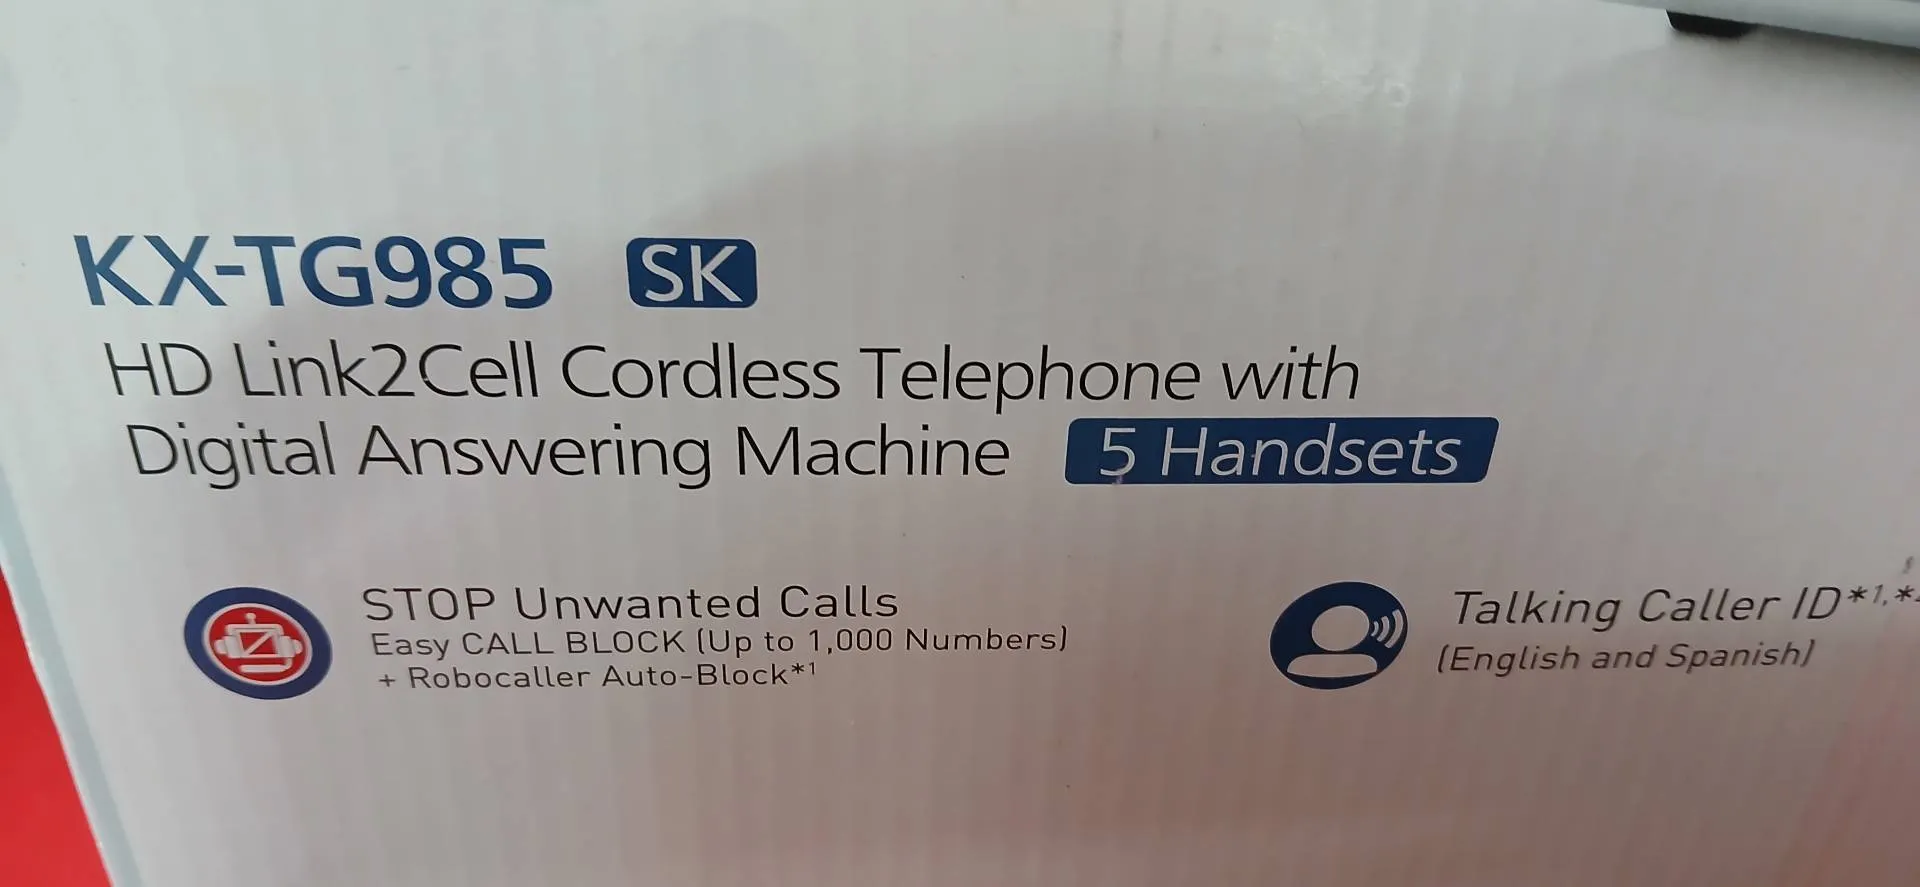 KX-TG985 SK
HD Link2Cell Cordless Telephone with
Digital Answering Machine 5 Handsets
STOP Unwanted Calls
Easy CALL BLOCK (Up to 1,000 Numbers)
+ Robocaller Auto-Block*1
Talking Caller ID*1,*
(English and Spanish)